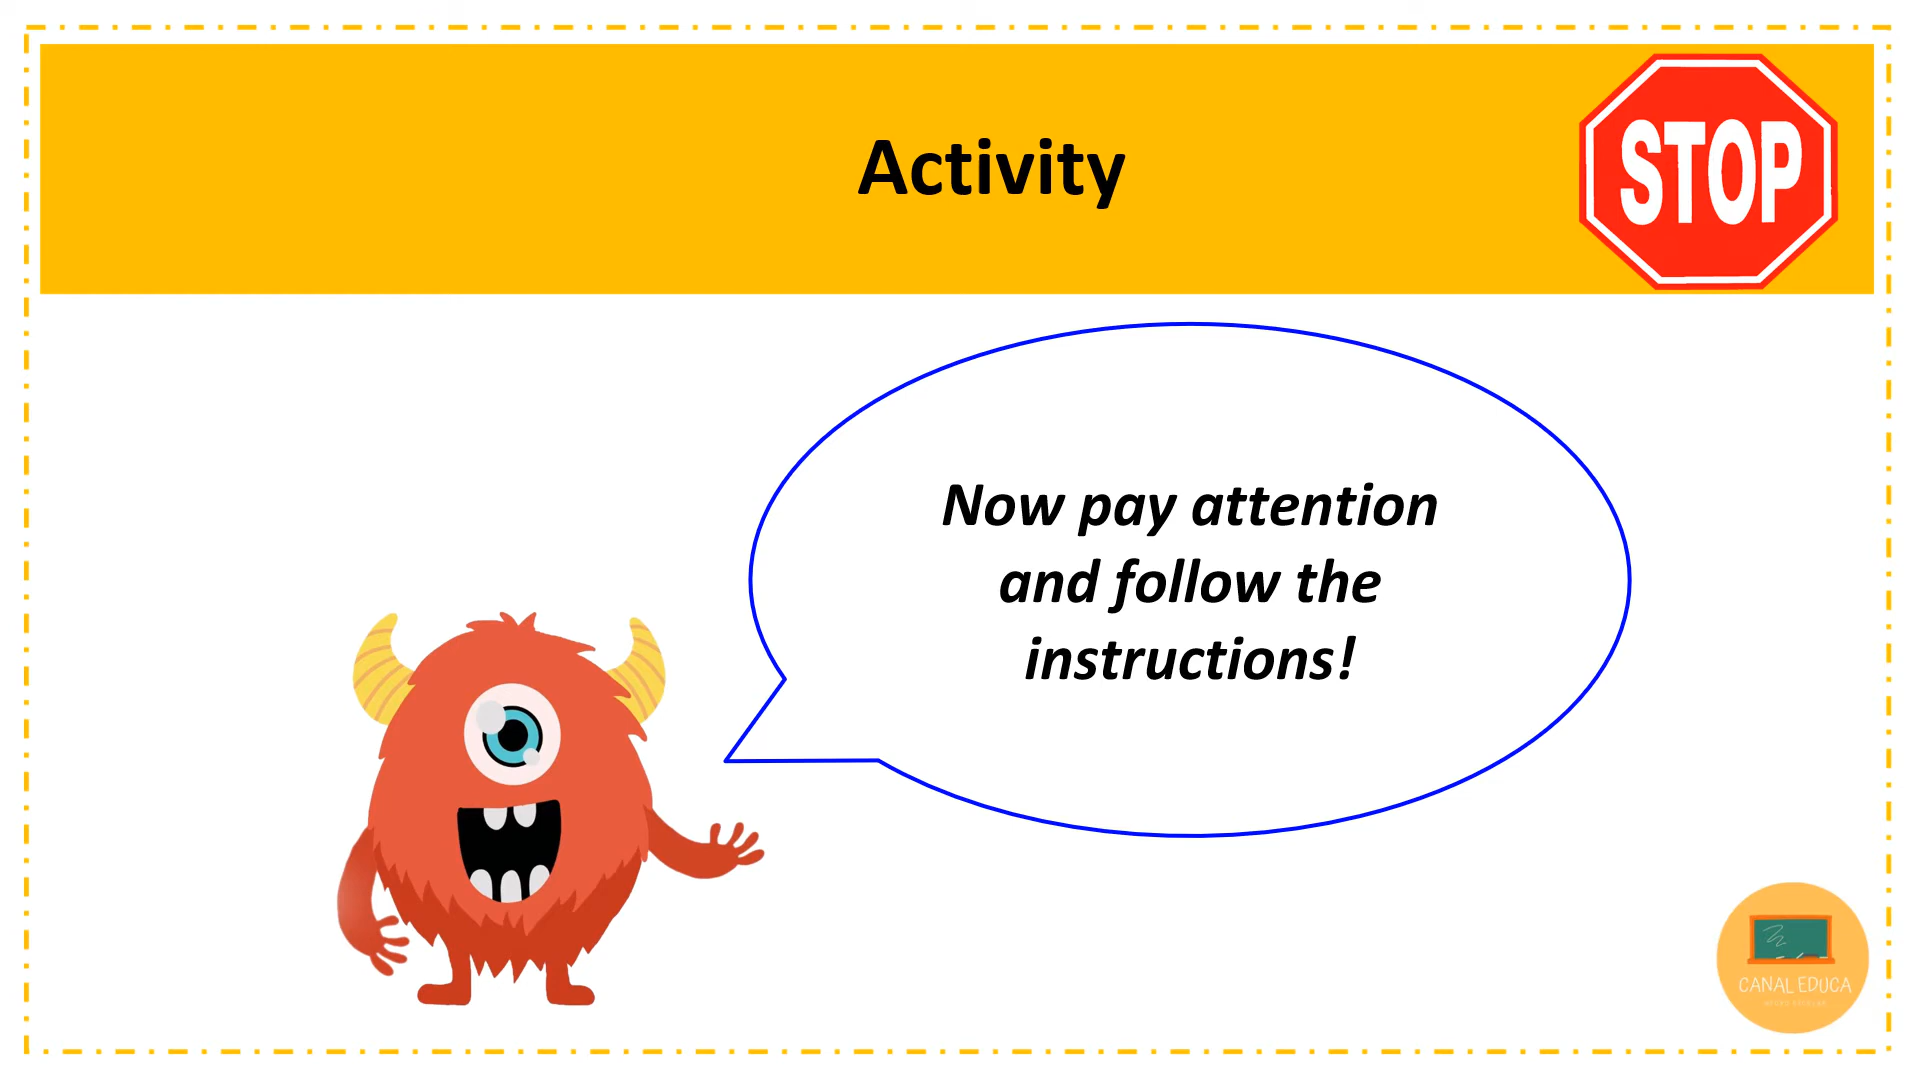 Activity
STOP
Now pay attention
and follow the
instructions!
CANAL EDUCA